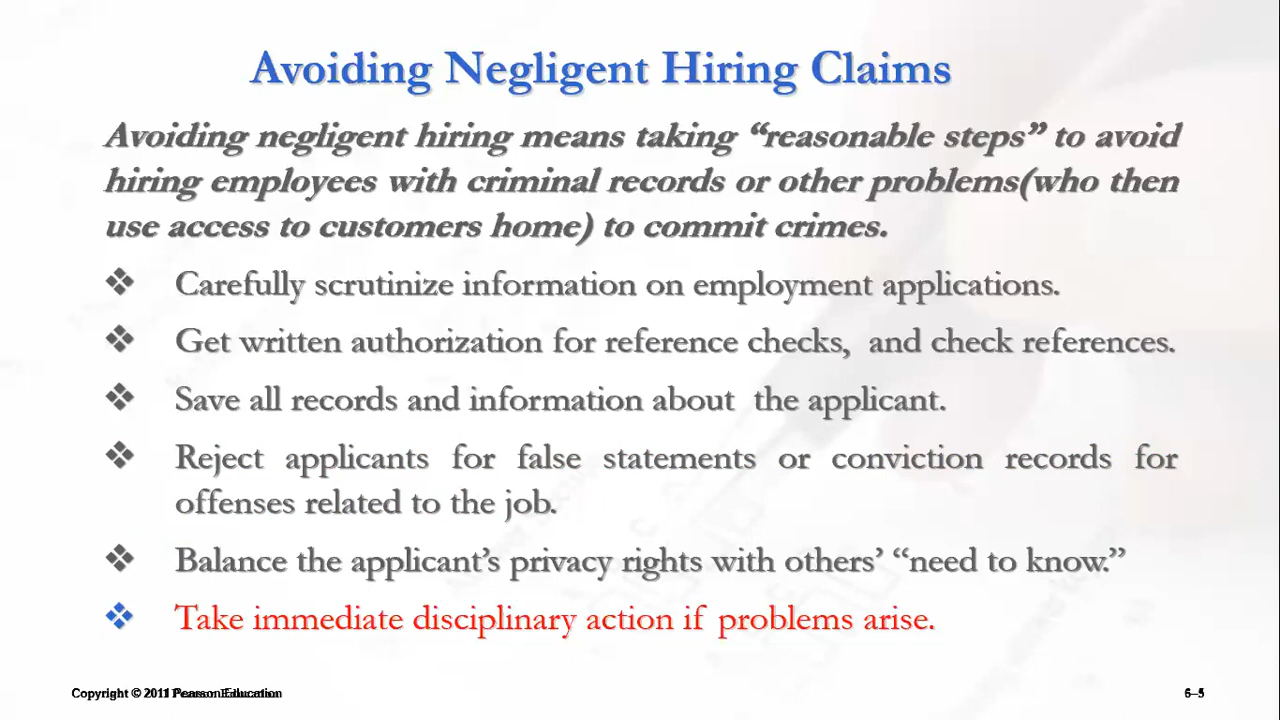 Avoiding Negligent Hiring Claims
Avoiding negligent hiring means taking “reasonable steps” to avoid
hiring employees with criminal records or other problems(who then
use access to customers home) to commit crimes.
❖ Carefully scrutinize information on employment applications.
❖ Get written authorization for reference checks, and check references.
❖ Save all records and information about the applicant.
❖ Reject applicants for false statements or conviction records for
offenses related to the job.
❖ Balance the applicant’s privacy rights with others’ “need to know.”
❖ Take immediate disciplinary action if problems arise.
Copyright © 2011 Pearson Education
6–5